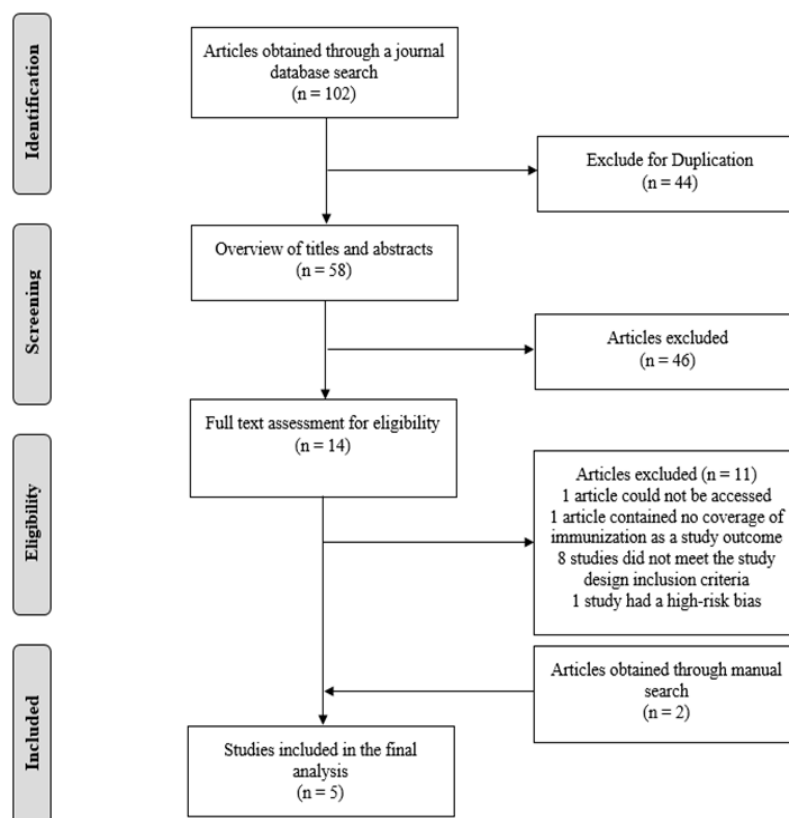 Identification
Articles obtained through a journal
database search
(n = 102)
Exclude for Duplication
(n = 44)
Screening
Overview of titles and abstracts
(n = 58)
Articles excluded
(n = 46)
Full text assessment for eligibility
(n = 14)
Eligibility
Articles excluded (n = 11)
1 article could not be accessed
1 article contained no coverage of
immunization as a study outcome
8 studies did not meet the study
design inclusion criteria
1 study had a high-risk bias
Included
Articles obtained through manual
search
(n = 2)
Studies included in the final
analysis
(n = 5)